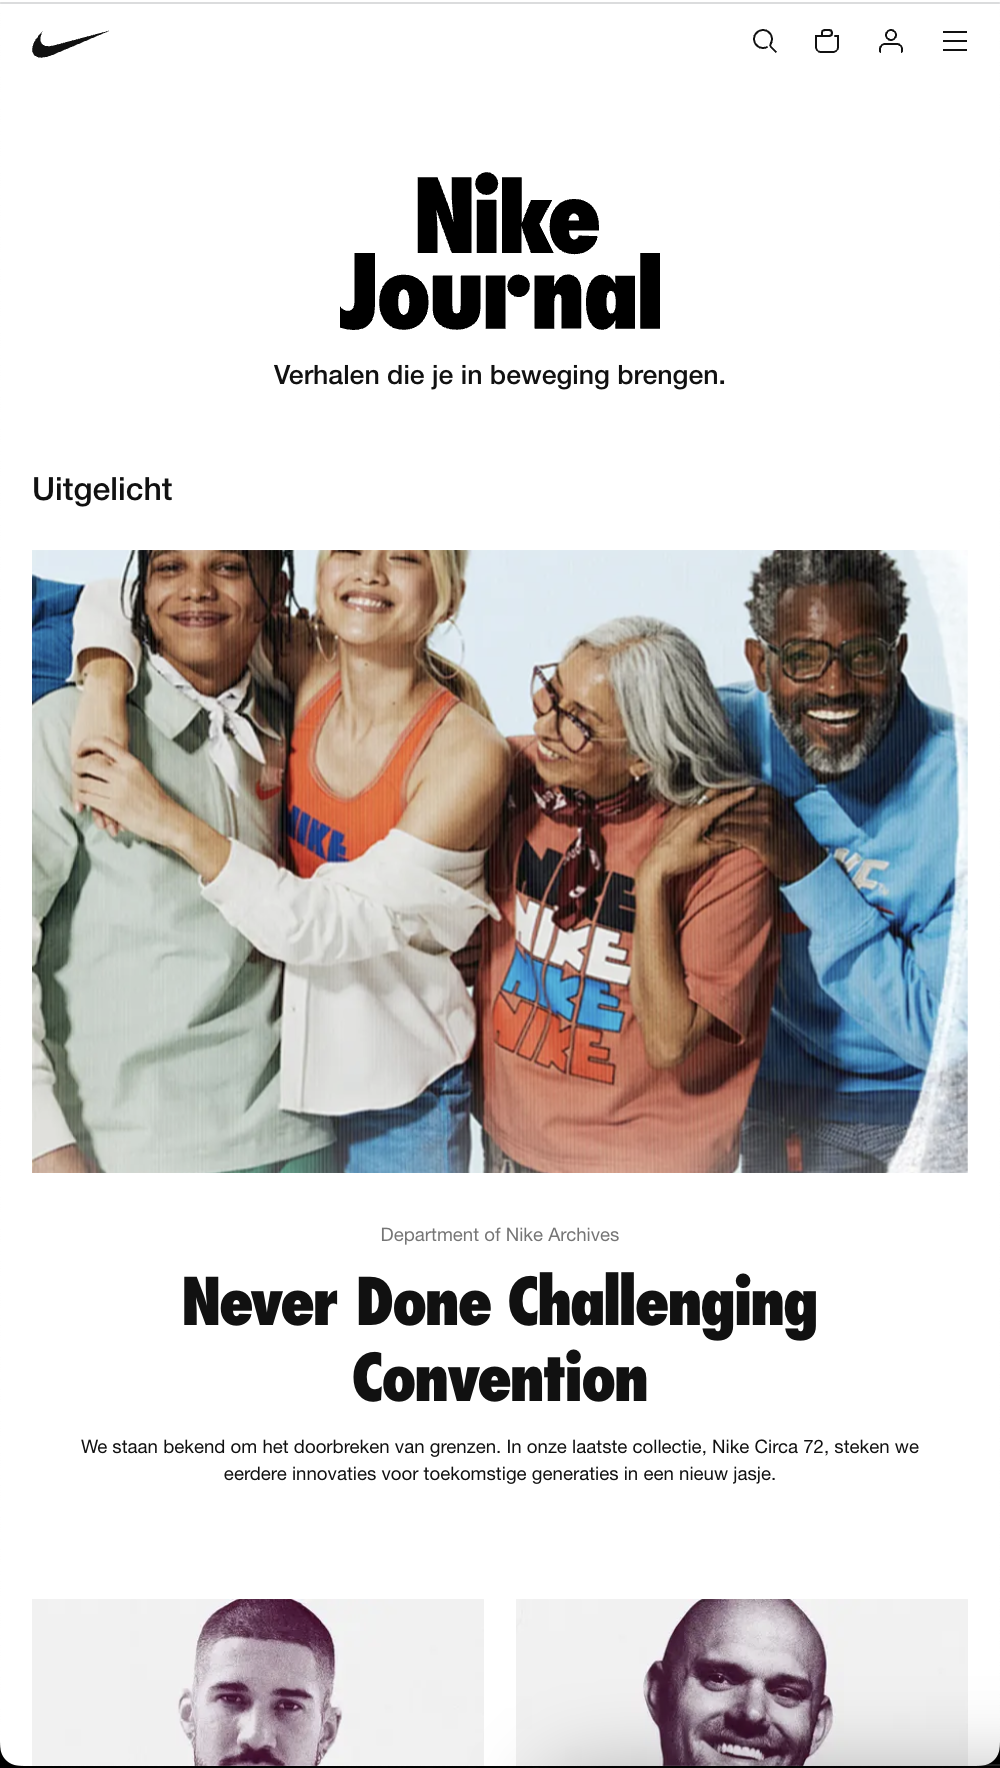 Nike
Journal
Verhalen die je in beweging brengen.
Uitgelicht
NIKE
NIKE
NIKE
NIKE
NIKE
Department of Nike Archives
Never Done Challenging
Convention
We staan bekend om het doorbreken van grenzen. In onze laatste collectie, Nike Circa 72, steken we
eerdere innovaties voor toekomstige generaties in een nieuw jasje.